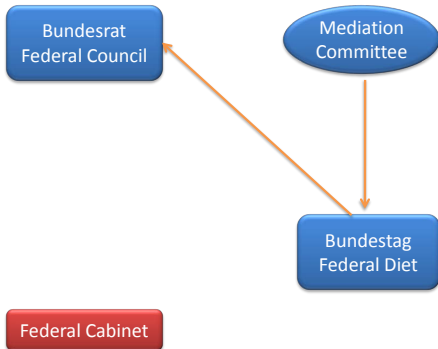 Bundesrat
Federal Council
Mediation
Committee
Bundestag
Federal Diet
Federal Cabinet